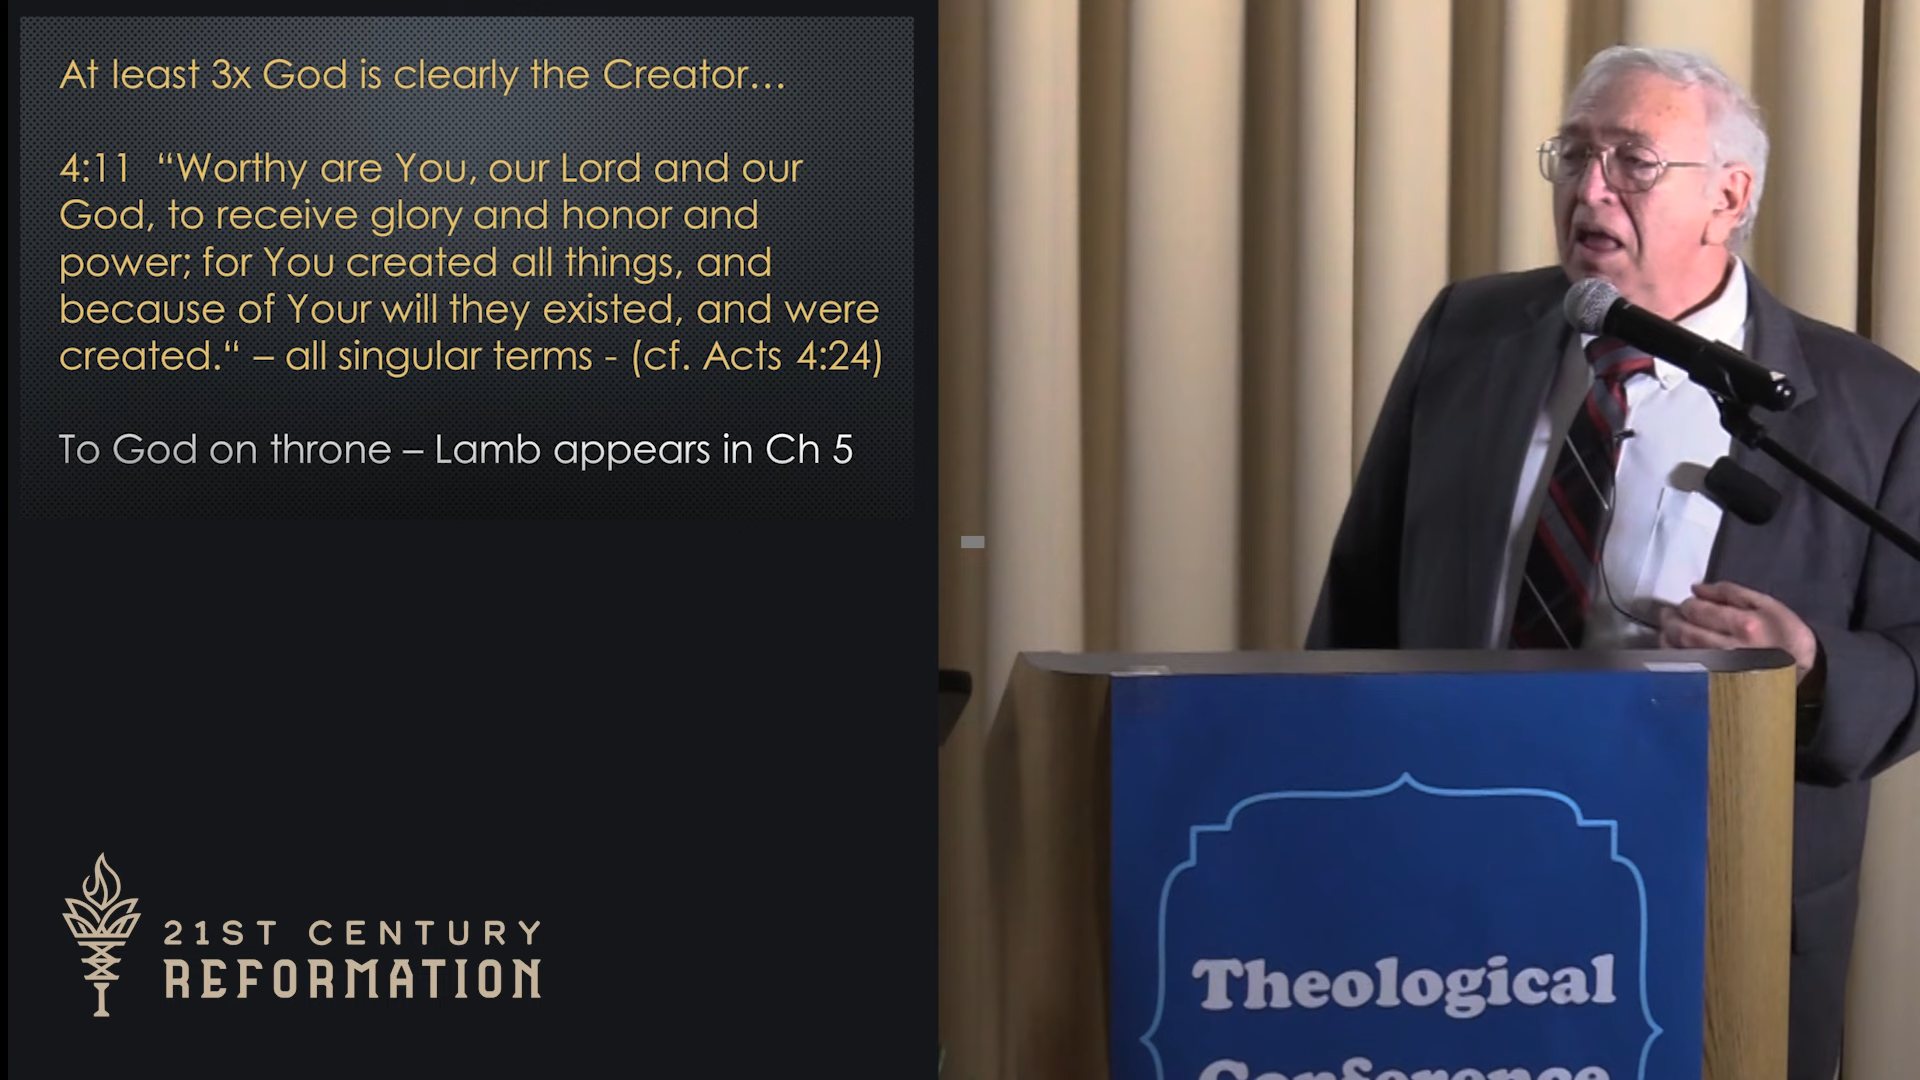 At least 3x God is clearly the Creator...
4:11 “Worthy are You, our Lord and our
God, to receive glory and honor and
power; for You created all things, and
because of Your will they existed, and were
created.“ – all singular terms - (cf. Acts 4:24)
To God on throne – Lamb appears in Ch 5
21ST CENTURY
REFORMATION
Theological
Conference